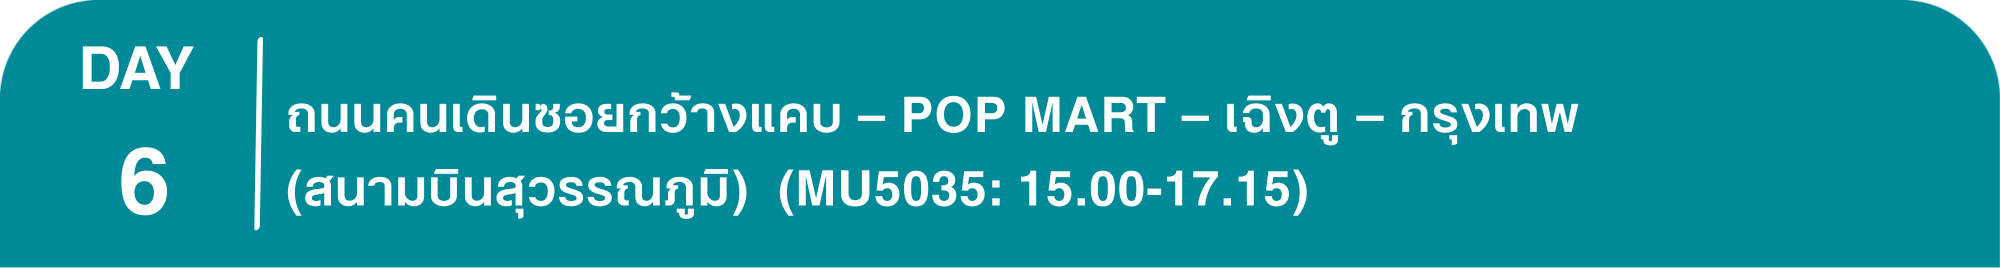 DAY
6
ถนนคนเดินซอยกว้างแคบ – POP MART – เฉิงตู – กรุงเทพ
(สนามบินสุวรรณภูมิ) (MU5035: 15.00-17.15)